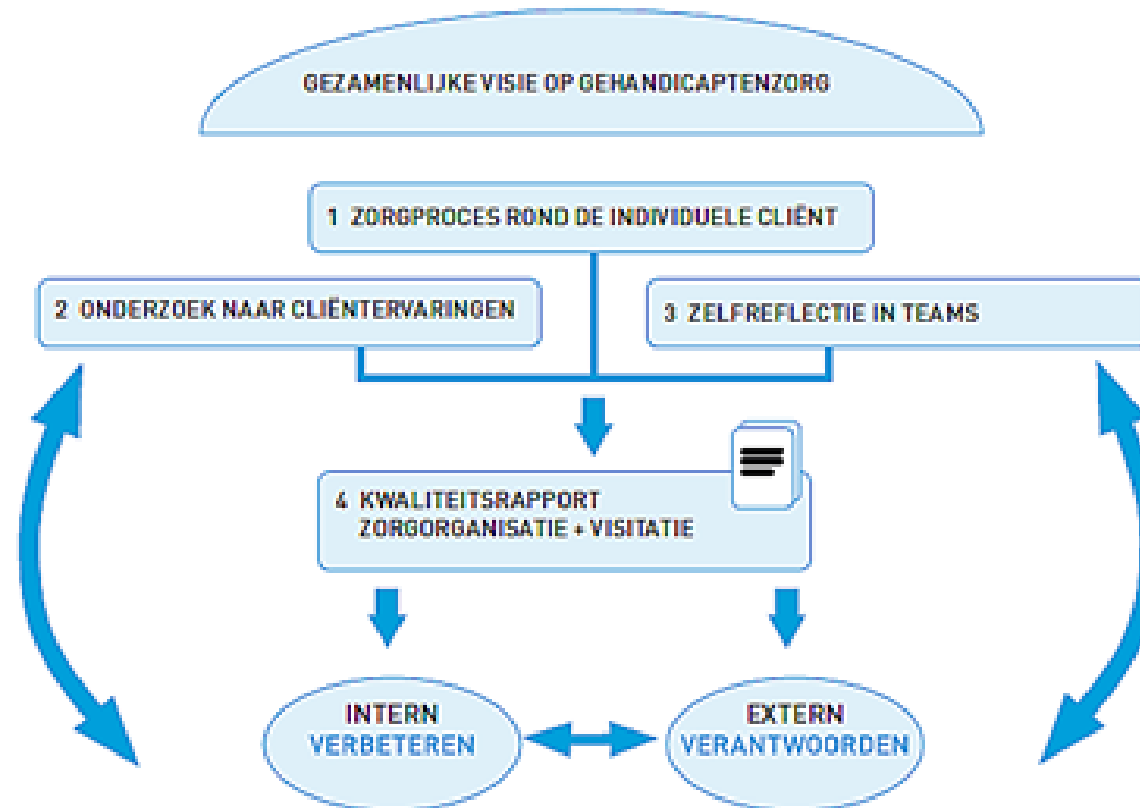 GEZAMENLIJKE VISIE OP GEHANDICAPTENZORG
1 ZORGPROCES ROND DE INDIVIDUELE CLIËNT
2 ONDERZOEK NAAR CLIËNTERVARINGEN
3 ZELFREFLECTIE IN TEAMS
4 KWALITEITSRAPPORT
ZORGORGANISATIE + VISITATIE
INTERN
VERBETEREN
EXTERN
VERANTWOORDEN